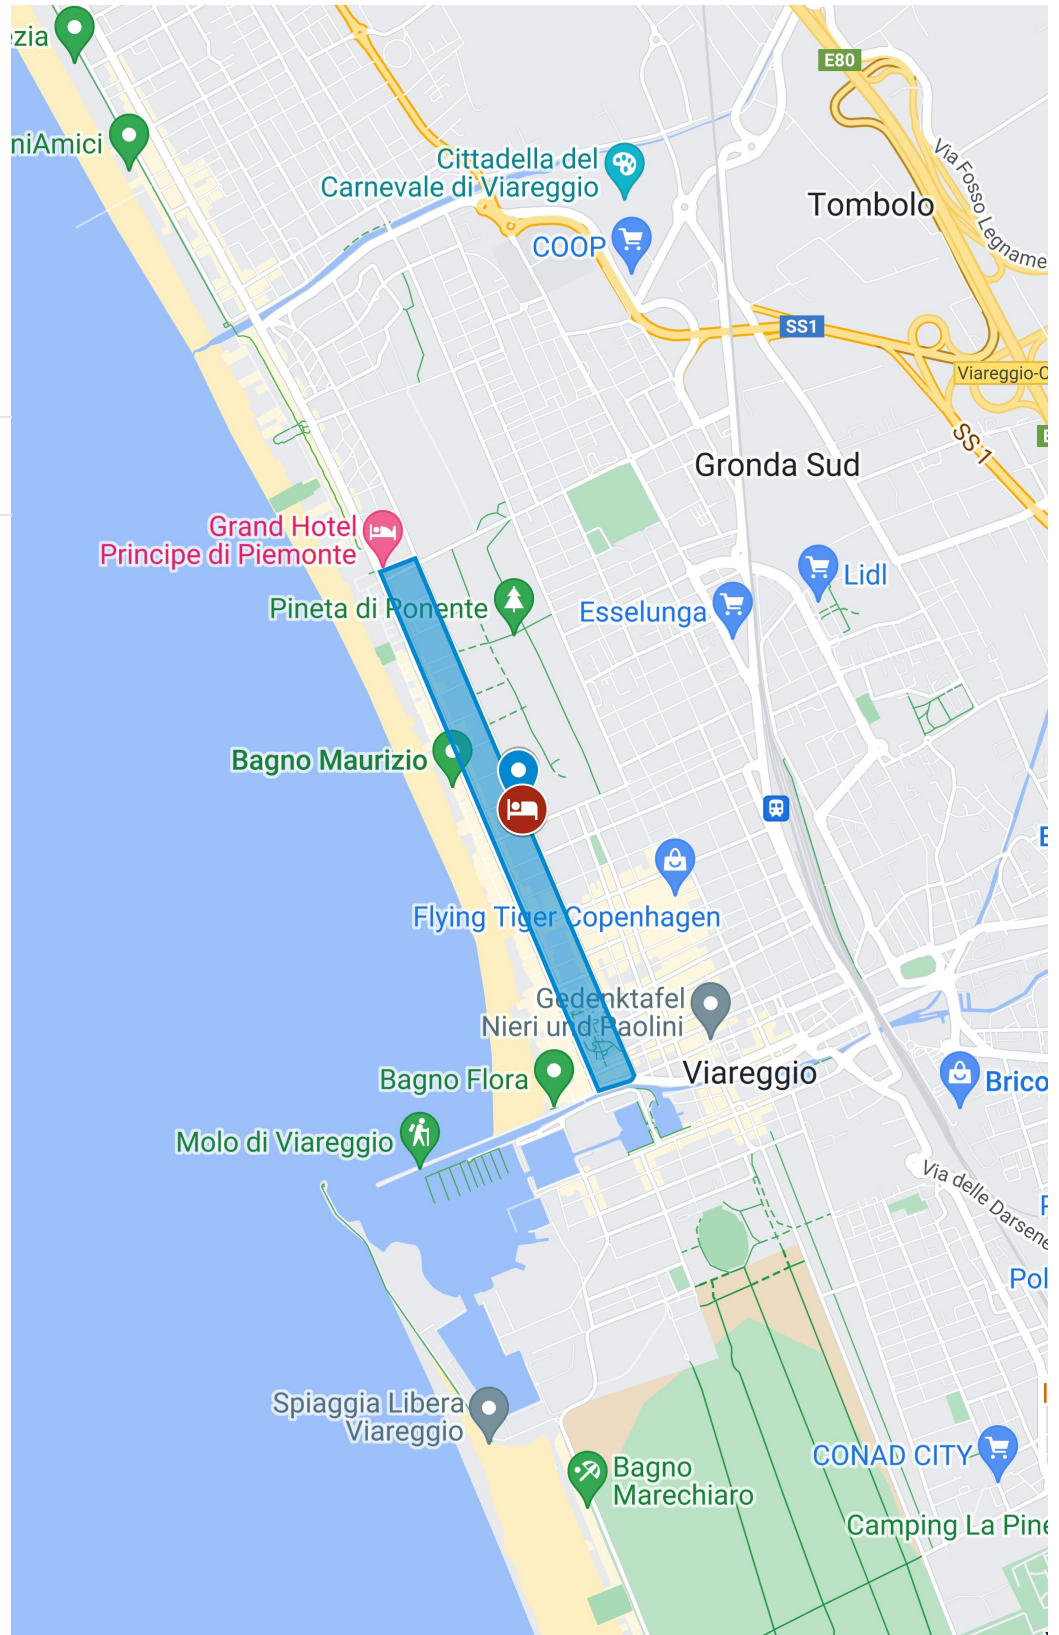 zia
E80
niAmici
Cittadella del
Carnevale di Viareggio
Via Fosso Legname
Tombolo
COOP
SS1
Viareggio-C
SS 1
E
Gronda Sud
Grand Hotel
Principe di Piemonte
Lidl
Pineta di Ponente
Esselunga
Bagno Maurizio
E
Flying Tiger Copenhagen
Gedenktafel
Nieri und Paolini
Viareggio
Bagno Flora
Brico
Molo di Viareggio
Via delle Darsene
P
Pol
Spiaggia Libera
Viareggio
CONAD CITY
Bagno
Marechiaro
Camping La Pine